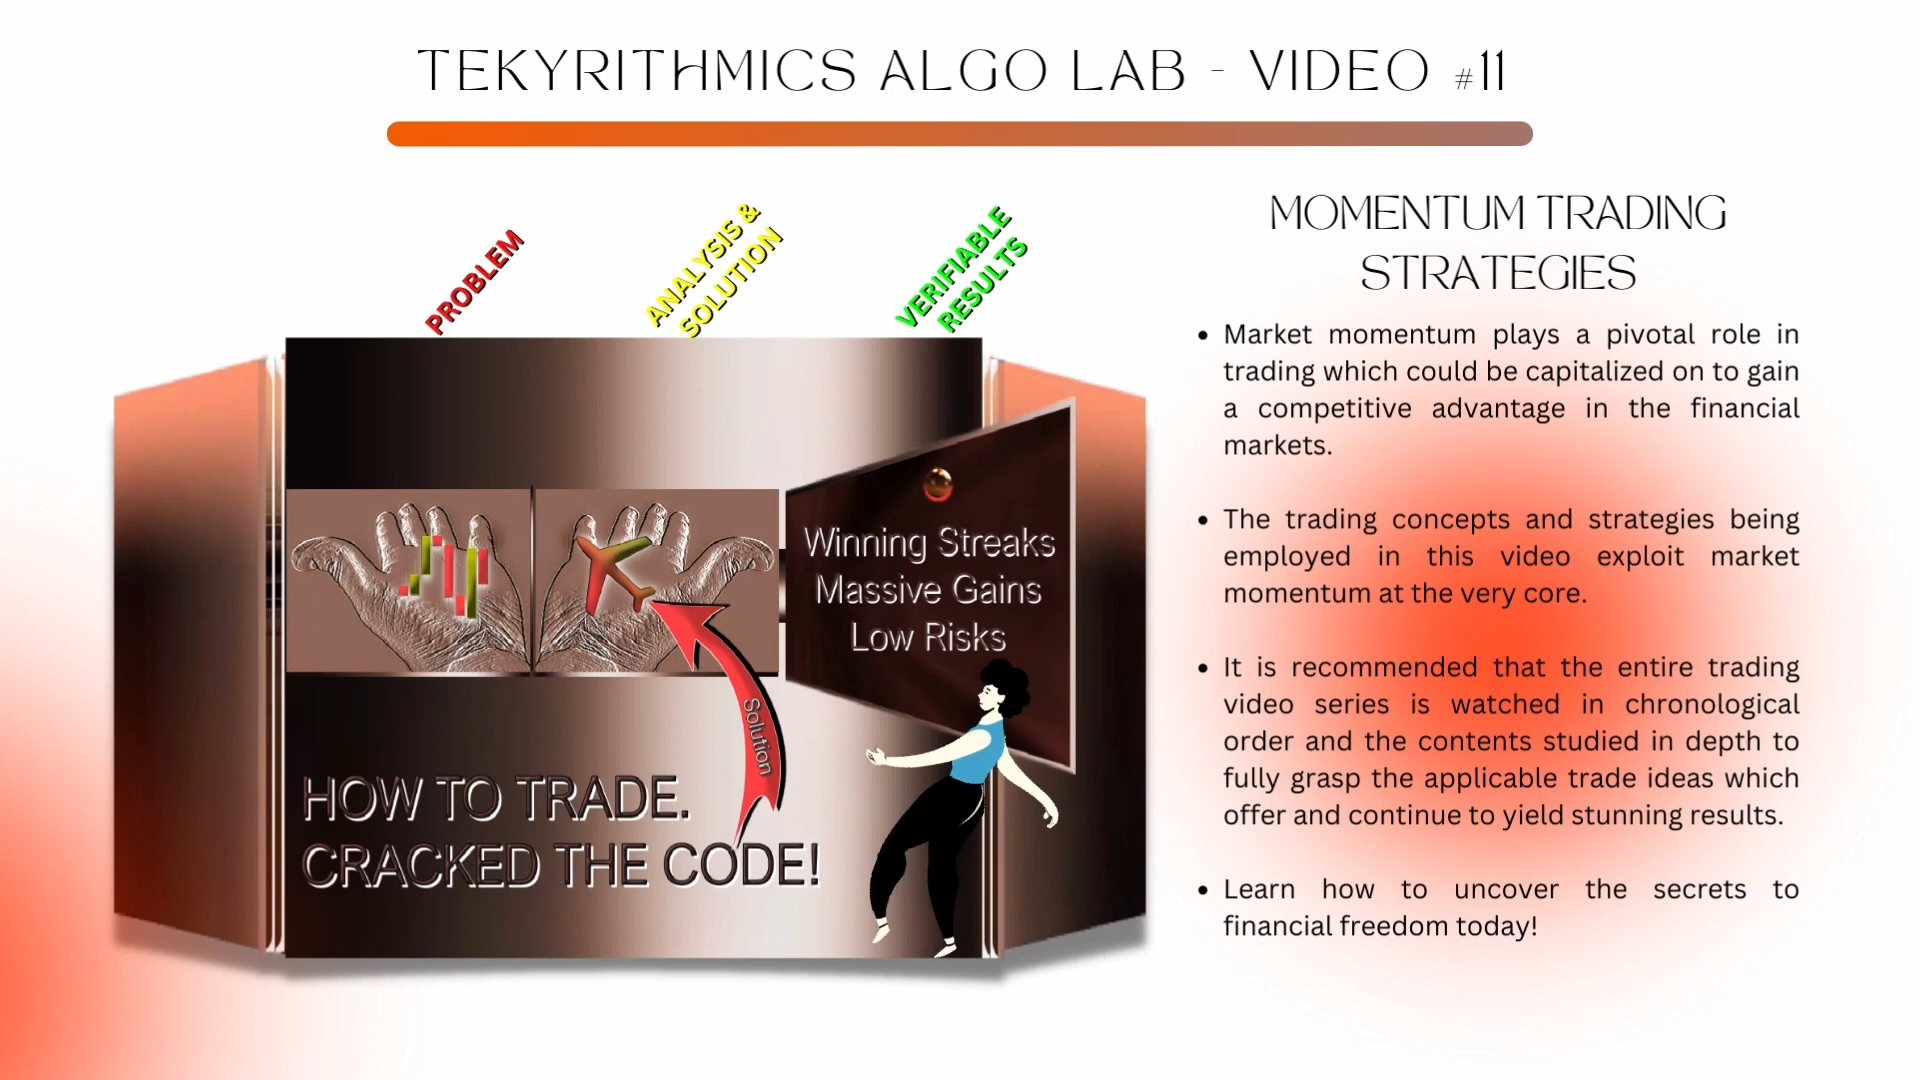 TEKYRITHMICS ALGO LAB - VIDEO #11
PROBLEM
ANALYSIS &
SOLUTION
VERIFIABLE
RESULTS
Winning Streaks
Massive Gains
Low Risks
Solution
HOW TO TRADE.
CRACKED THE CODE!
MOMENTUM TRADING
STRATEGIES
• Market momentum plays a pivotal role in
trading which could be capitalized on to gain
a competitive advantage in the financial
markets.
• The trading concepts and strategies being
employed in this video exploit market
momentum at the very core.
• It is recommended that the entire trading
video series is watched in chronological
order and the contents studied in depth to
fully grasp the applicable trade ideas which
offer and continue to yield stunning results.
• Learn how to uncover the secrets to
financial freedom today!